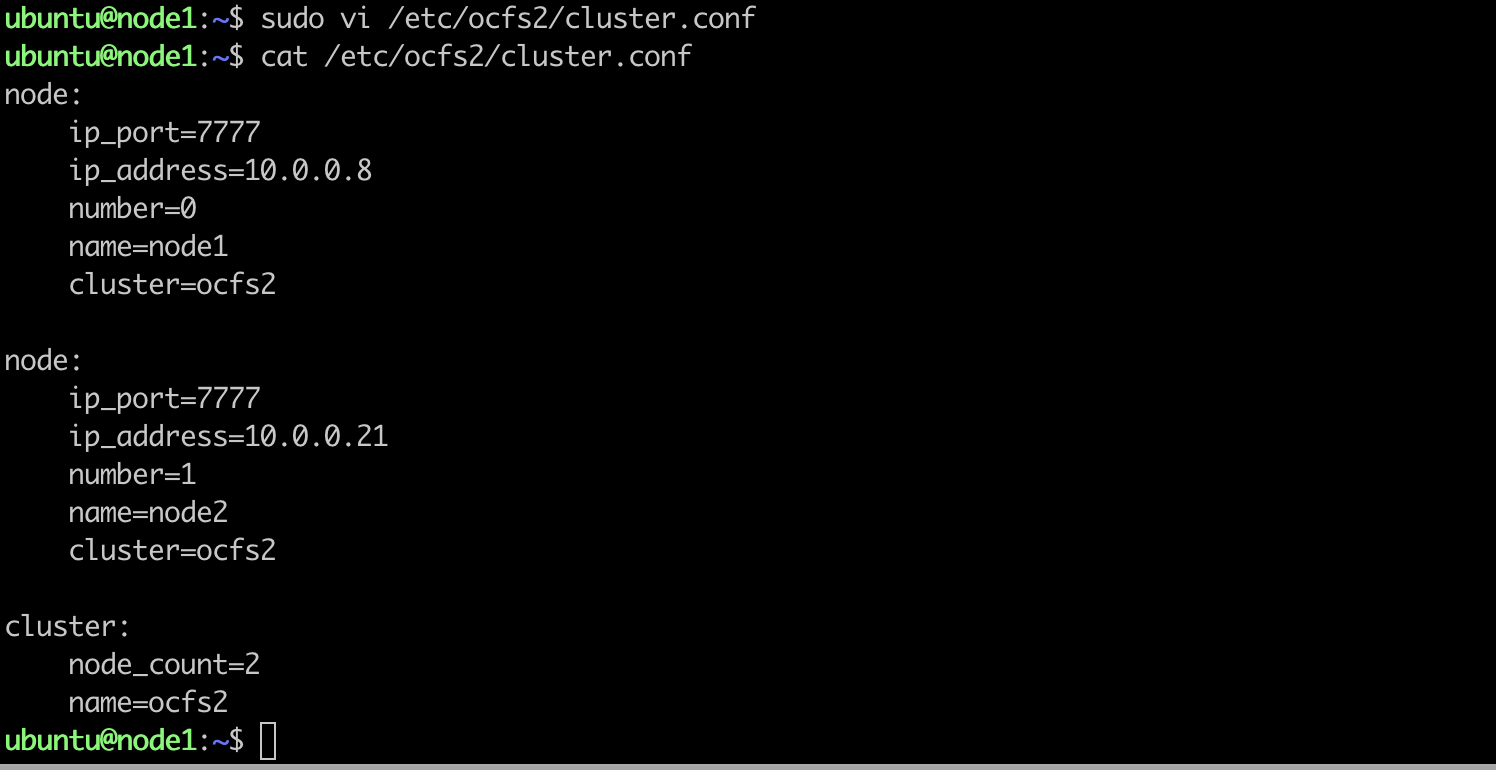 ubuntu@node1:~$ sudo vi /etc/ocfs2/cluster.conf
ubuntu@node1:~$ cat /etc/ocfs2/cluster.conf
node:
    ip_port=7777
    ip_address=10.0.0.8
    number=0
    name=node1
    cluster=ocfs2

node:
    ip_port=7777
    ip_address=10.0.0.21
    number=1
    name=node2
    cluster=ocfs2

cluster:
    node_count=2
    name=ocfs2
ubuntu@node1:~$